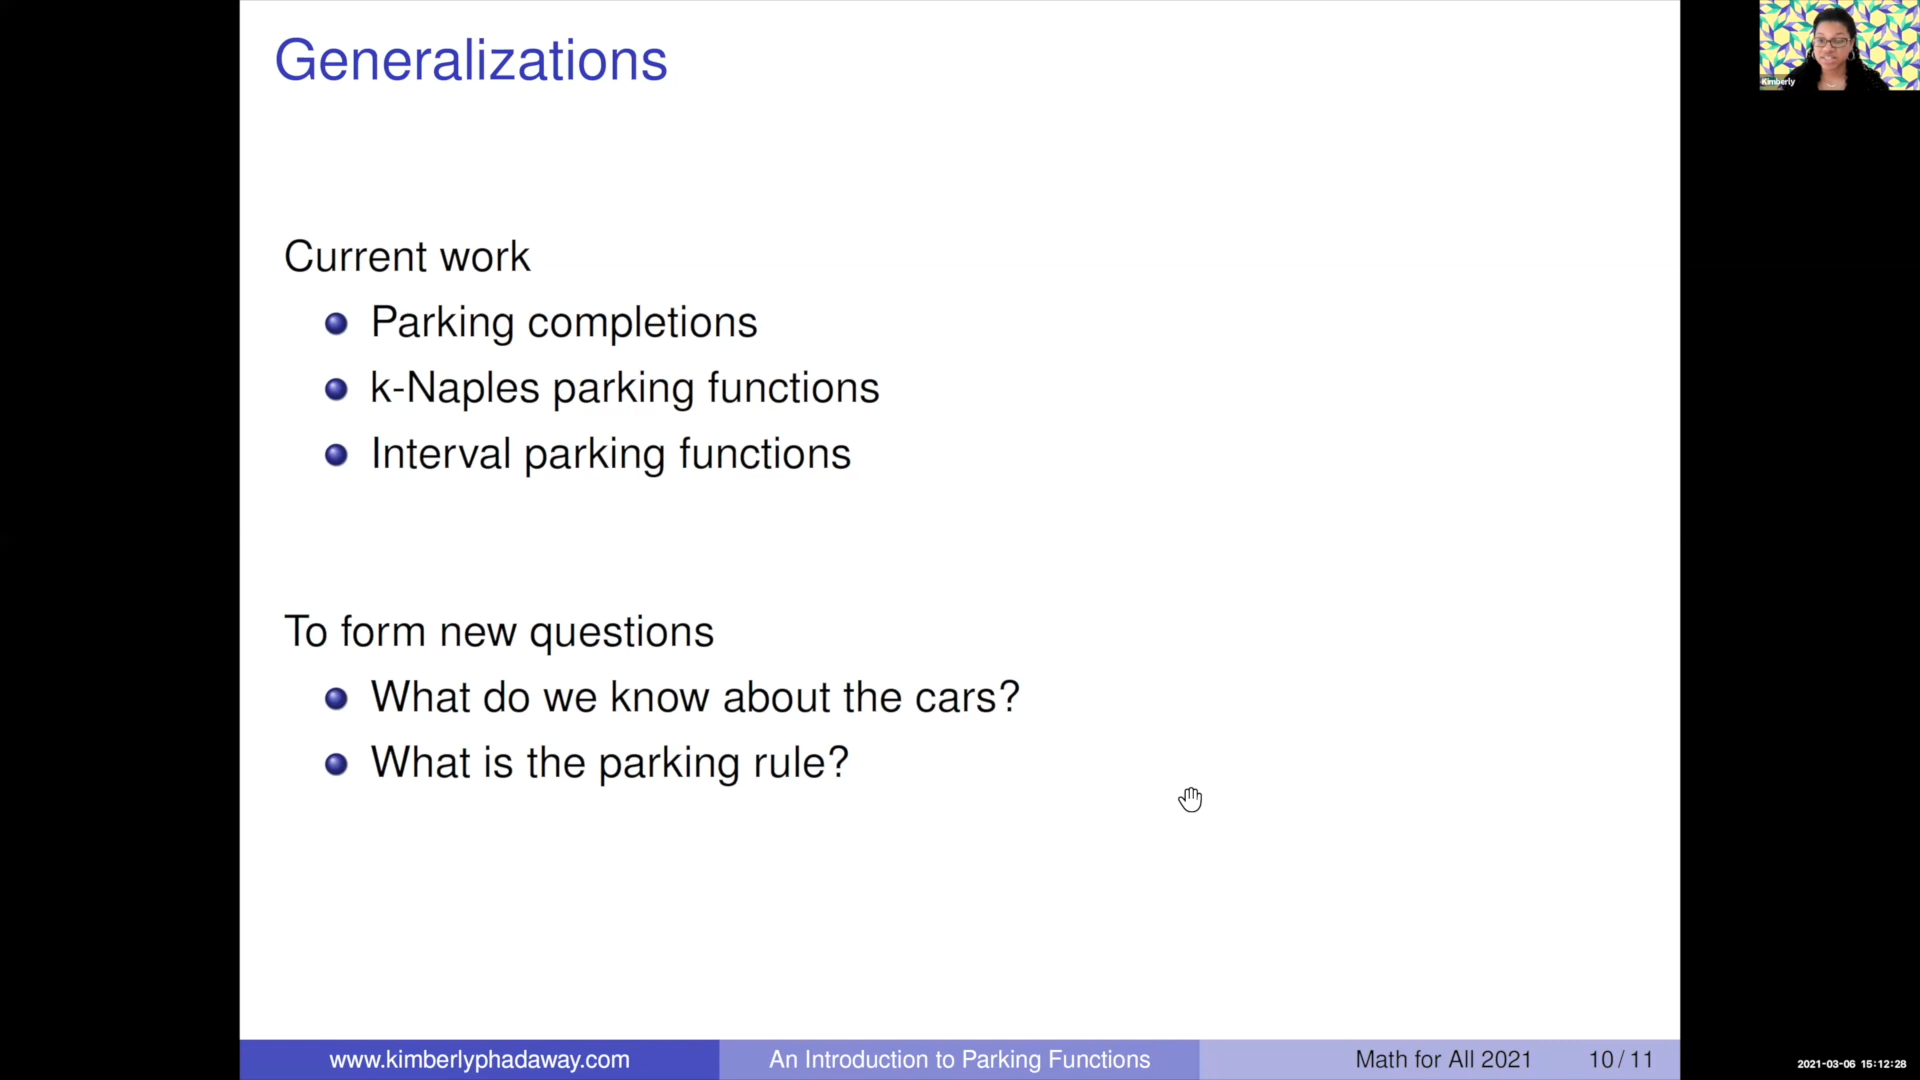 Generalizations
Kimberly
Current work
Parking completions
k-Naples parking functions
Interval parking functions
To form new questions
What do we know about the cars?
What is the parking rule?
www.kimberlyphadaway.com
An Introduction to Parking Functions
Math for All 2021
10/11
2021-03-06 15:12:28